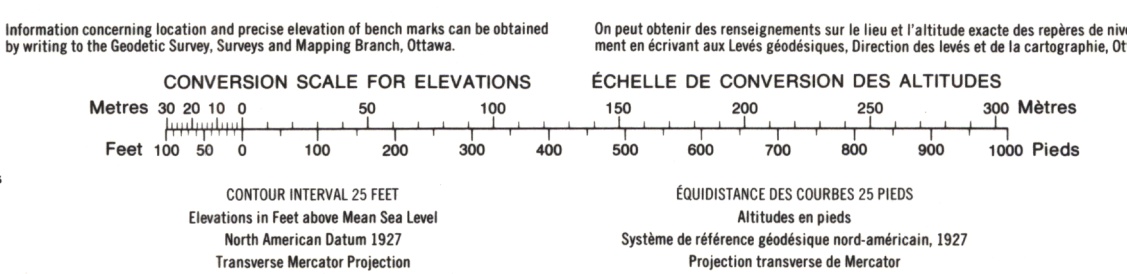 Information concerning location and precise elevation of bench marks can be obtained
by writing to the Geodetic Survey, Surveys and Mapping Branch, Ottawa.
On peut obtenir des renseignements sur le lieu et l'altitude exacte des repères de nive
ment en écrivant aux Levés géodésiques, Direction des levés et de la cartographie, Ot
CONVERSION SCALE FOR ELEVATIONS ÉCHELLE DE CONVERSION DES ALTITUDES
Metres 30 20 10 0 50 100 150 200 250 300 Mètres
Feet 100 50 0 100 200 300 400 500 600 700 800 900 1000 Pieds
CONTOUR INTERVAL 25 FEET
Elevations in Feet above Mean Sea Level
North American Datum 1927
Transverse Mercator Projection
ÉQUIDISTANCE DES COURBES 25 PIEDS
Altitudes en pieds
Système de référence géodésique nord-américain, 1927
Projection transverse de Mercator